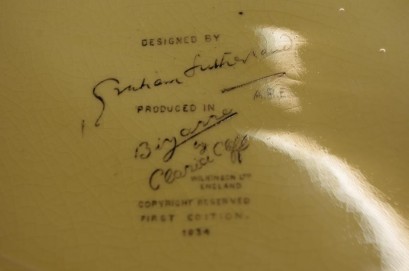 DESIGNED BY
Graham Sutherland
A.R.E.
PRODUCED IN
Bizarre
by
Clarice Cliff
WILKINSON LTD
ENGLAND
COPYRIGHT RESERVED
FIRST EDITION.
1934